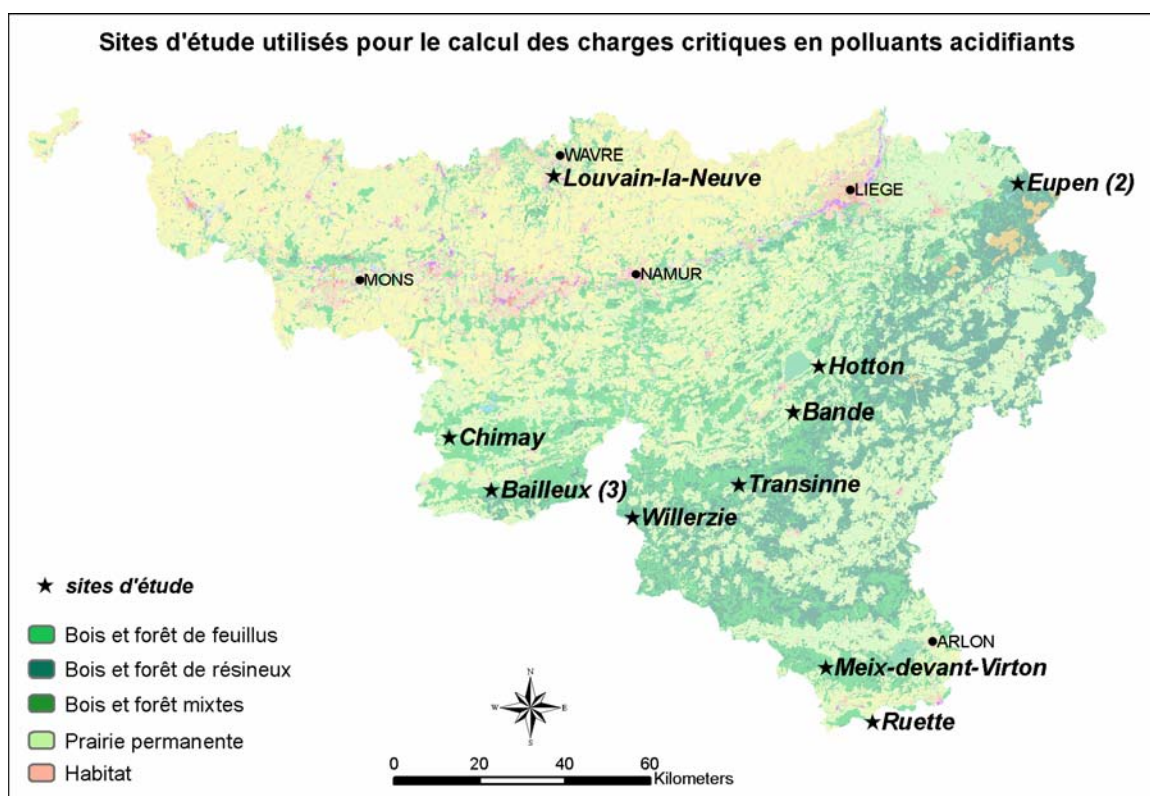 Sites d'étude utilisés pour le calcul des charges critiques en polluants acidifiants
WAVRE
Louvain-la-Neuve
LIEGE
Eupen (2)
MONS
NAMUR
Hotton
Bande
Chimay
Transinne
Bailleux (3)
Willerzie
sites d'étude
Bois et forêt de feuillus
Bois et forêt de résineux
Bois et forêt mixtes
Prairie permanente
Habitat
ARLON
Meix-devant-Virton
Ruette
N
W E
S
0 20 40 60
Kilometers